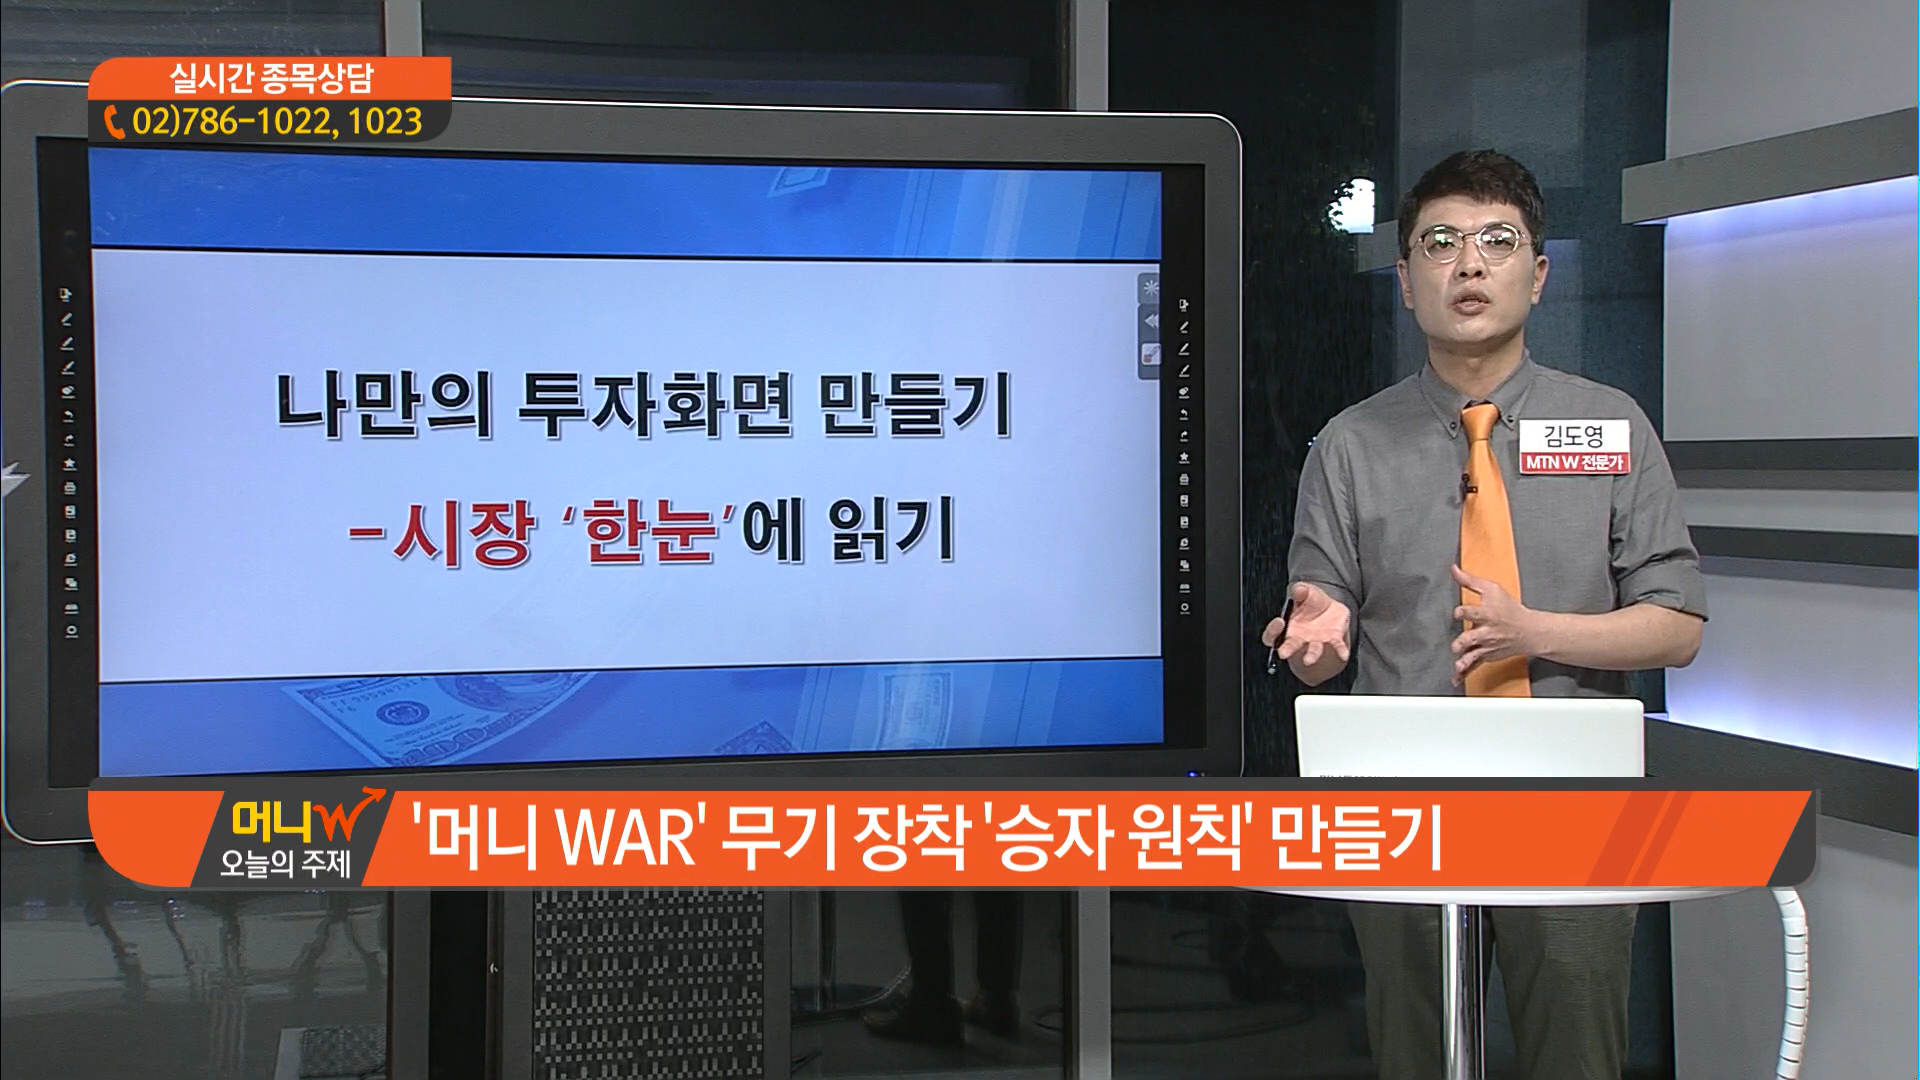 실시간 종목상담
02)786-1022, 1023
나만의 투자화면 만들기
-시장 '한눈'에 읽기
김도영
MTN W 전문가
머니W
오늘의 주제
'머니 WAR' 무기 장착 '승자 원칙' 만들기